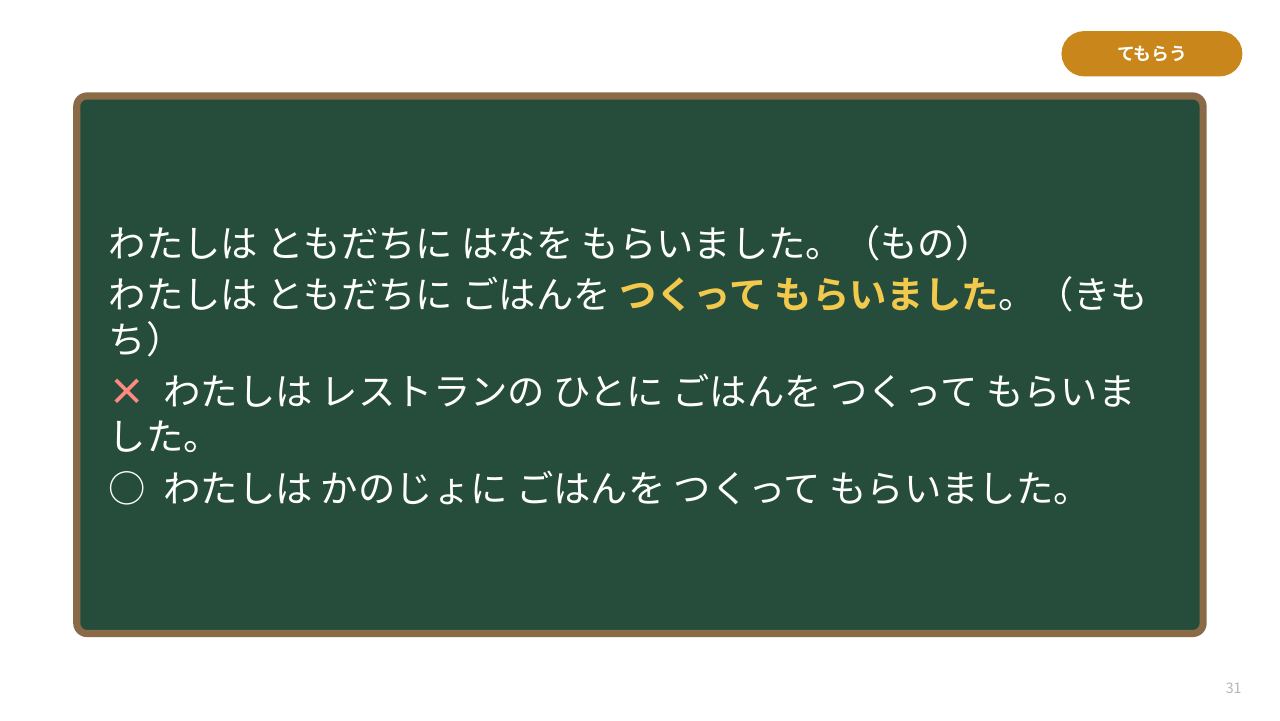 てもらう
わたしは ともだちに はなを もらいました。（もの）
わたしは ともだちに ごはんを つくって もらいました。（きも
ち）
✕ わたしは レストランの ひとに ごはんを つくって もらいま
した。
○ わたしは かのじょに ごはんを つくって もらいました。
31